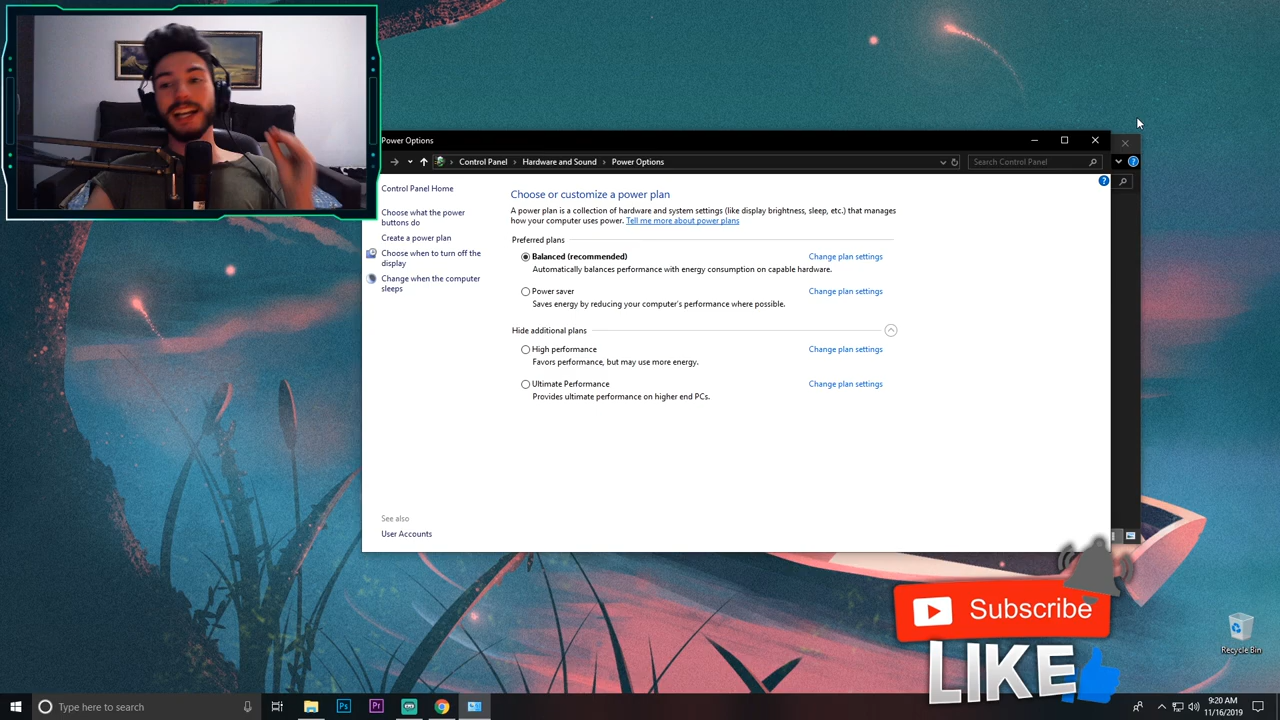 Power Options
Control Panel > Hardware and Sound > Power Options
Search Control Panel
Control Panel Home
Choose what the power
buttons do
Create a power plan
Choose when to turn off the
display
Change when the computer
sleeps
See also
User Accounts
Choose or customize a power plan
A power plan is a collection of hardware and system settings (like display brightness, sleep, etc.) that manages
how your computer uses power. Tell me more about power plans
Preferred plans
Balanced (recommended) Change plan settings
Automatically balances performance with energy consumption on capable hardware.
Power saver Change plan settings
Saves energy by reducing your computer's performance where possible.
Hide additional plans
High performance Change plan settings
Favors performance, but may use more energy.
Ultimate Performance Change plan settings
Provides ultimate performance on higher end PCs.
Subscribe
LIKE
Recycle Bin
Type here to search
Ps
Pr
9:20 AM
11/16/2019